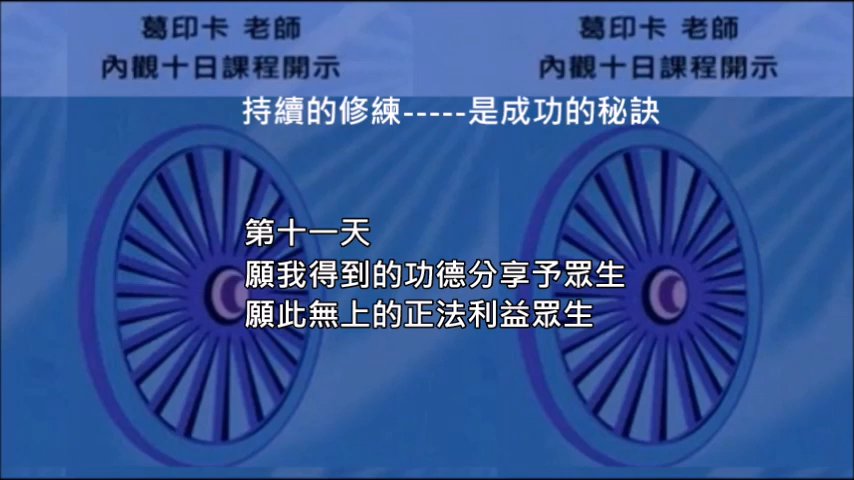 葛印卡 老師 葛印卡 老師
內觀十日課程開示 內觀十日課程開示
持續的修練-----是成功的秘訣
第十一天
願我得到的功德分享予眾生
願此無上的正法利益眾生